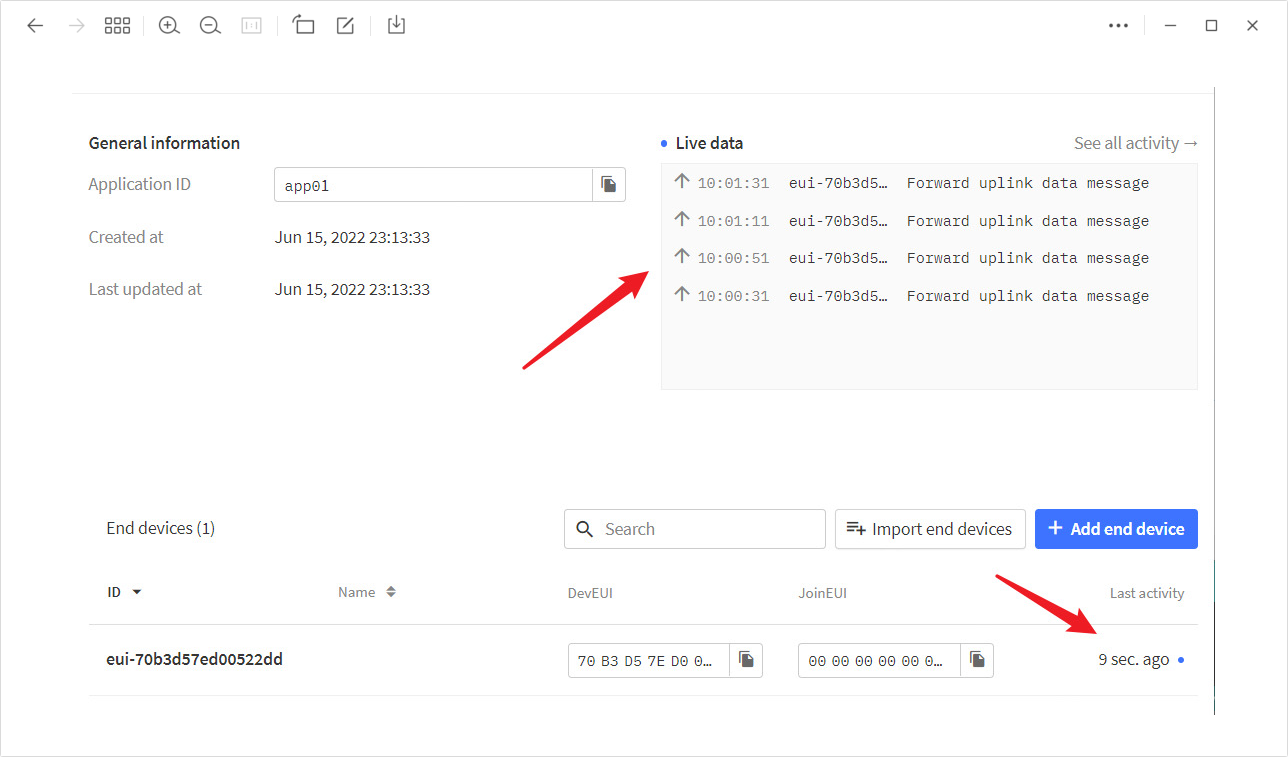 General information
Application ID
app01
Created at
Jun 15, 2022 23:13:33
Last updated at
Jun 15, 2022 23:13:33
Live data
See all activity →
10:01:31 eui-70b3d5… Forward uplink data message
10:01:11 eui-70b3d5… Forward uplink data message
10:00:51 eui-70b3d5… Forward uplink data message
10:00:31 eui-70b3d5… Forward uplink data message
End devices (1)
Search
Import end devices
+ Add end device
ID Name DevEUI JoinEUI Last activity
eui-70b3d57ed00522dd 70 B3 D5 7E D0 0… 00 00 00 00 00 0… 9 sec. ago